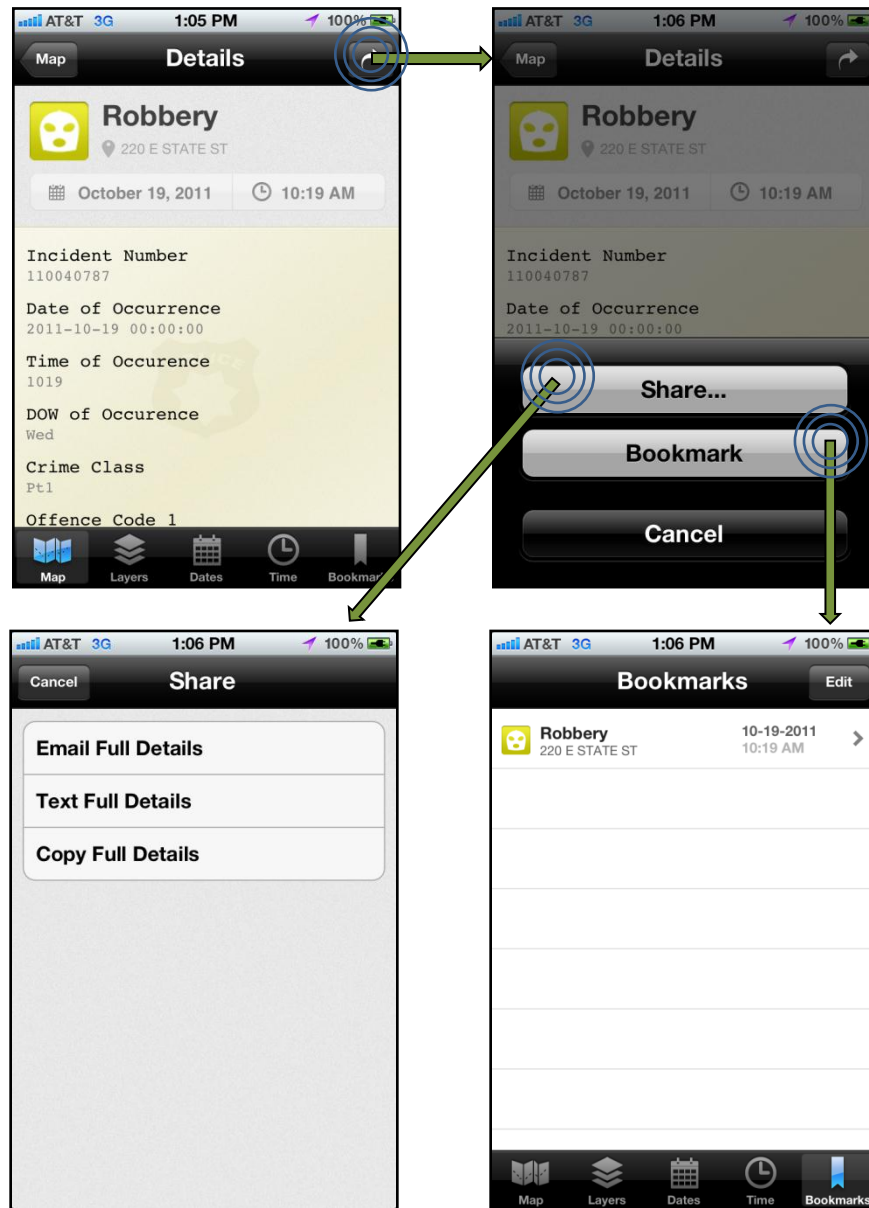 AT&T 3G 1:05 PM 100%
Map Details
Robbery
220 E STATE ST
October 19, 2011 10:19 AM
Incident Number
110040787
Date of Occurrence
2011-10-19 00:00:00
Time of Occurence
1019
DOW of Occurence
Wed
Crime Class
Pt1
Offence Code 1
Map Layers Dates Time Bookmarks
AT&T 3G 1:06 PM 100%
Map Details
Robbery
220 E STATE ST
October 19, 2011 10:19 AM
Incident Number
110040787
Date of Occurrence
2011-10-19 00:00:00
Share...
Bookmark
Cancel
AT&T 3G 1:06 PM 100%
Cancel Share
Email Full Details
Text Full Details
Copy Full Details
AT&T 3G 1:06 PM 100%
Bookmarks Edit
Robbery 10-19-2011
220 E STATE ST 10:19 AM
Map Layers Dates Time Bookmarks